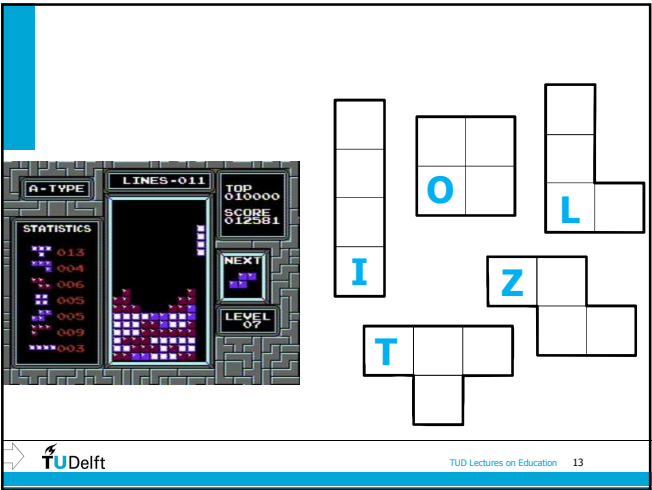 A-TYPE
LINES-011
TOP
010000
SCORE
012581
STATISTICS
013
004
006
005
005
009
003
NEXT
LEVEL
07
I
O
L
Z
T
TUDelft
TUD Lectures on Education 13